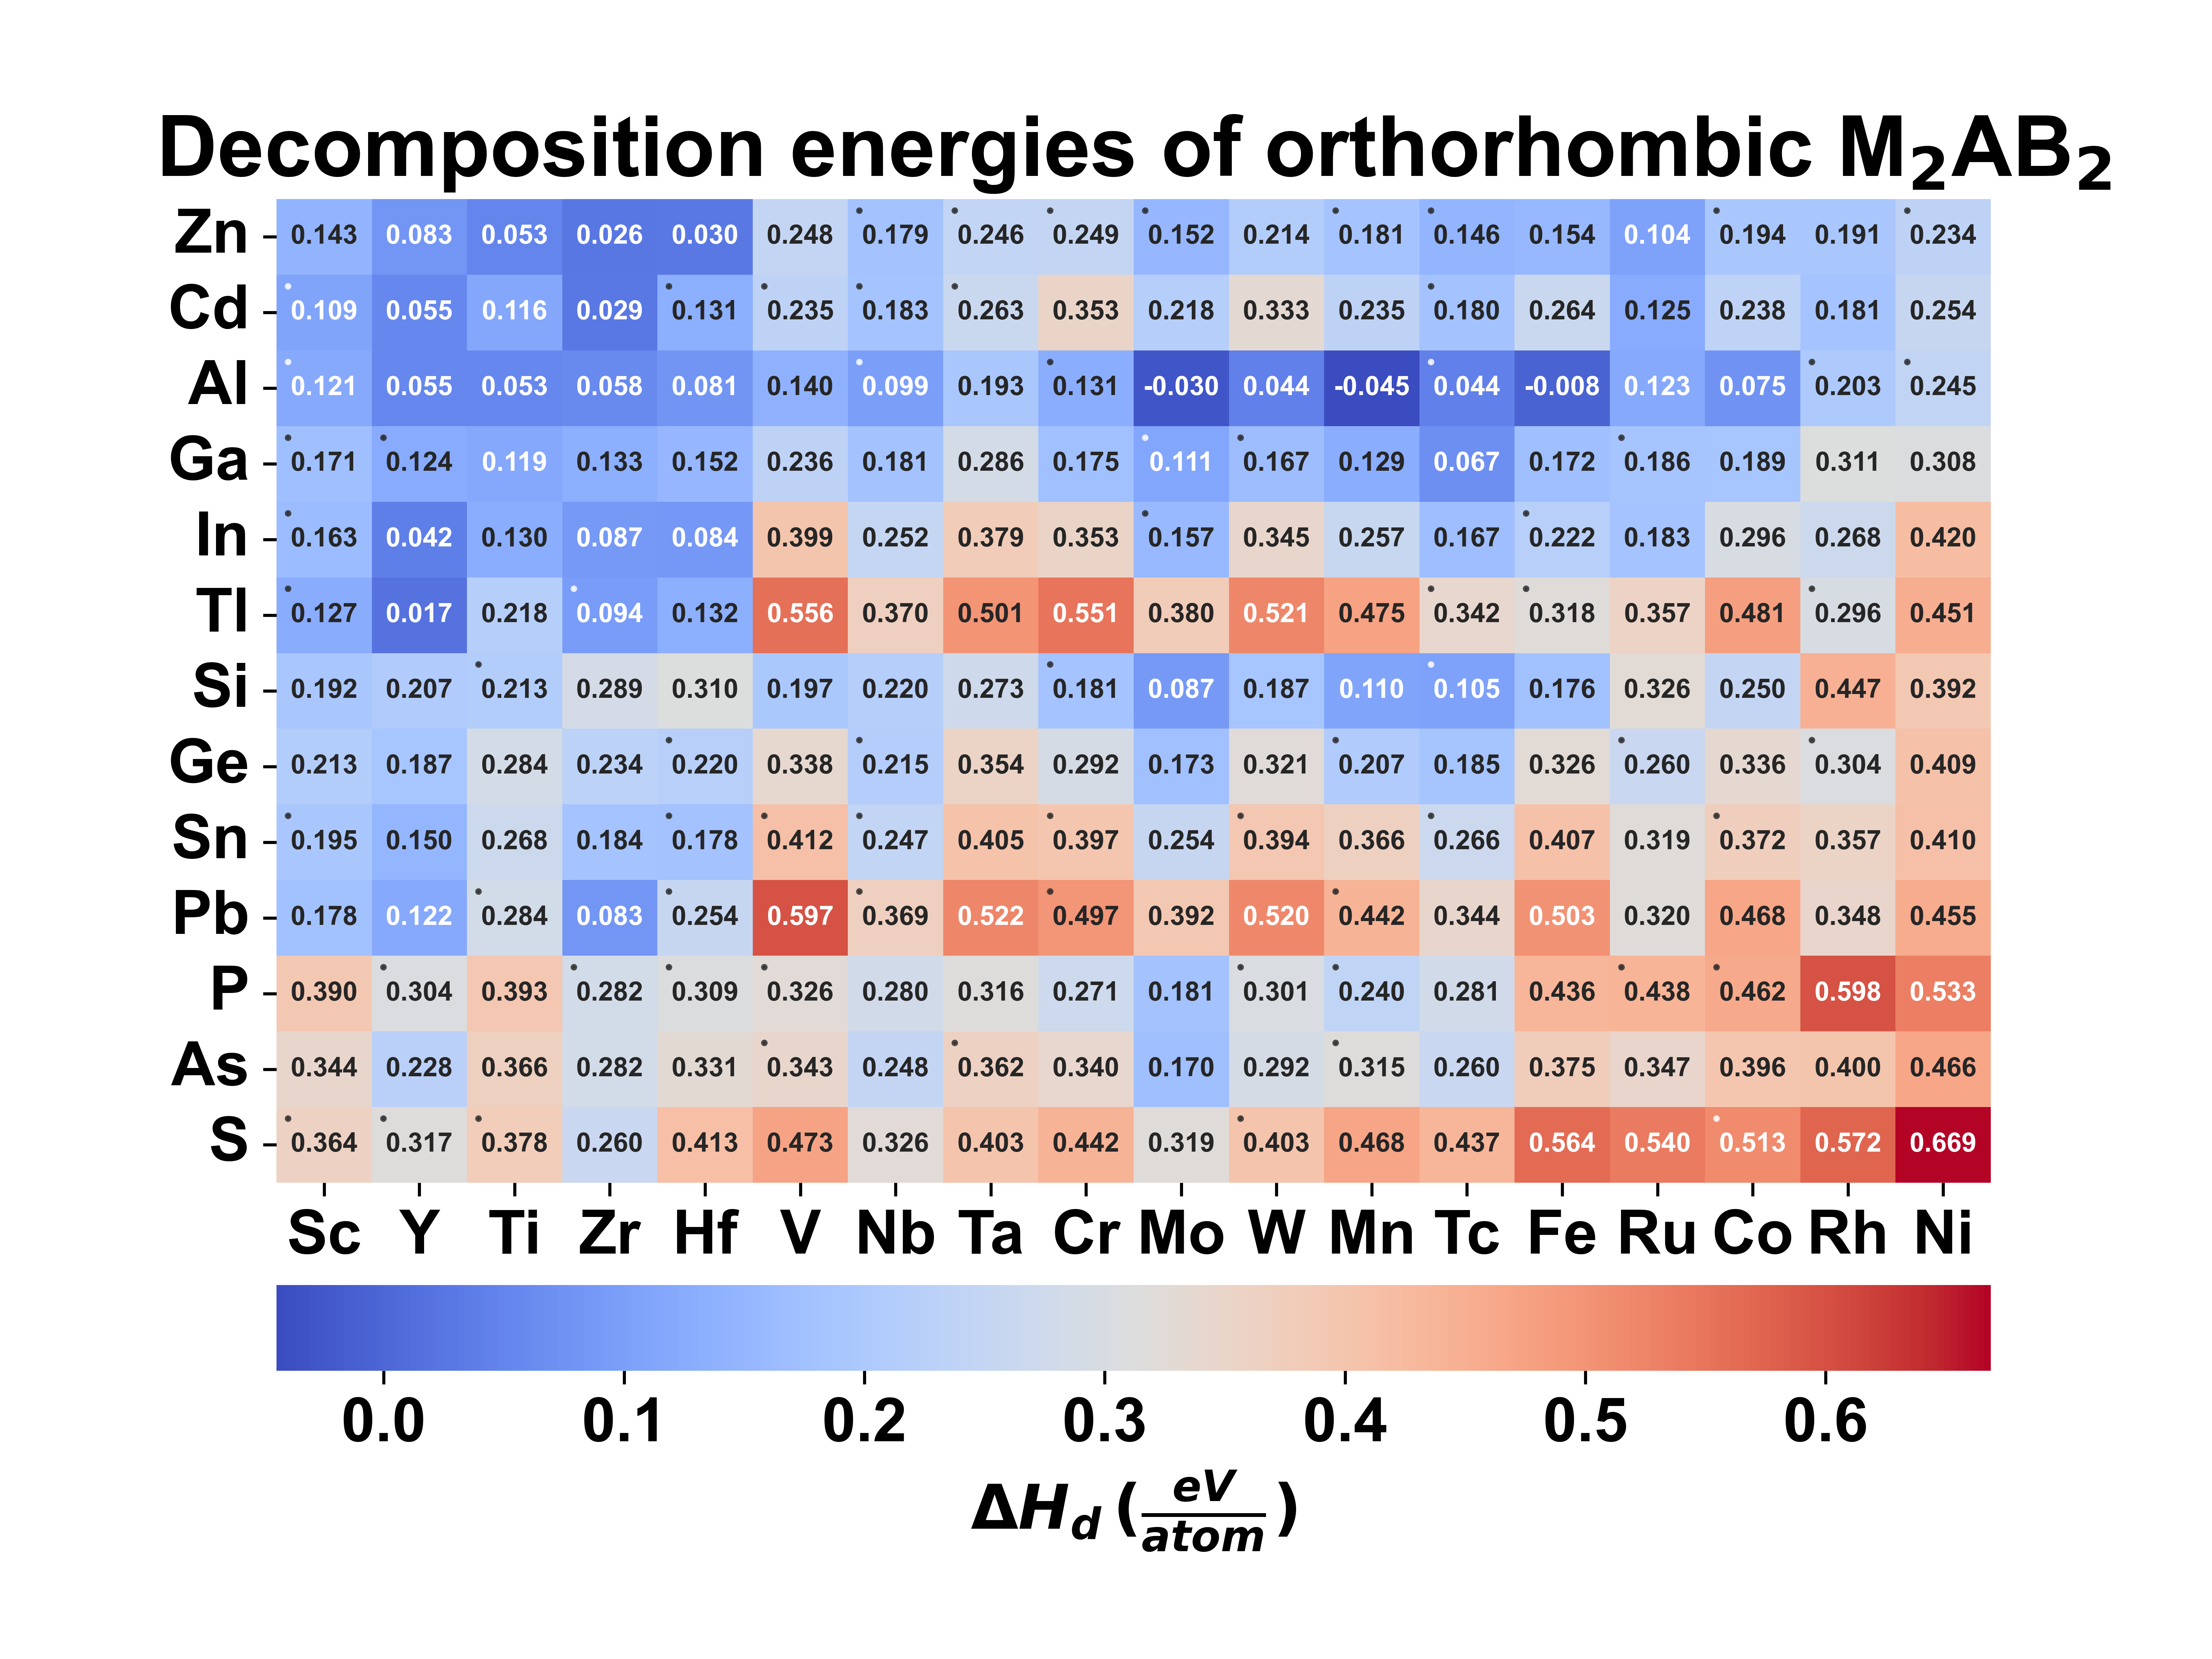 Decomposition energies of orthorhombic M₂AB₂
Zn 0.143 0.083 0.053 0.026 0.030 0.248 0.179 0.246 0.249 0.152 0.214 0.181 0.146 0.154 0.104 0.194 0.191 0.234
Cd 0.109 0.055 0.116 0.029 0.131 0.235 0.183 0.263 0.353 0.218 0.333 0.235 0.180 0.264 0.125 0.238 0.181 0.254
Al 0.121 0.055 0.053 0.058 0.081 0.140 0.099 0.193 0.131 -0.030 0.044 -0.045 0.044 -0.008 0.123 0.075 0.203 0.245
Ga 0.171 0.124 0.119 0.133 0.152 0.236 0.181 0.286 0.175 0.111 0.167 0.129 0.067 0.172 0.186 0.189 0.311 0.308
In 0.163 0.042 0.130 0.087 0.084 0.399 0.252 0.379 0.353 0.157 0.345 0.257 0.167 0.222 0.183 0.296 0.268 0.420
Tl 0.127 0.017 0.218 0.094 0.132 0.556 0.370 0.501 0.551 0.380 0.521 0.475 0.342 0.318 0.357 0.481 0.296 0.451
Si 0.192 0.207 0.213 0.289 0.310 0.197 0.220 0.273 0.181 0.087 0.187 0.110 0.105 0.176 0.326 0.250 0.447 0.392
Ge 0.213 0.187 0.284 0.234 0.220 0.338 0.215 0.354 0.292 0.173 0.321 0.207 0.185 0.326 0.260 0.336 0.304 0.409
Sn 0.195 0.150 0.268 0.184 0.178 0.412 0.247 0.405 0.397 0.254 0.394 0.366 0.266 0.407 0.319 0.372 0.357 0.410
Pb 0.178 0.122 0.284 0.083 0.254 0.597 0.369 0.522 0.497 0.392 0.520 0.442 0.344 0.503 0.320 0.468 0.348 0.455
P 0.390 0.304 0.393 0.282 0.309 0.326 0.280 0.316 0.271 0.181 0.301 0.240 0.281 0.436 0.438 0.462 0.598 0.533
As 0.344 0.228 0.366 0.282 0.331 0.343 0.248 0.362 0.340 0.170 0.292 0.315 0.260 0.375 0.347 0.396 0.400 0.466
S 0.364 0.317 0.378 0.260 0.413 0.473 0.326 0.403 0.442 0.319 0.403 0.468 0.437 0.564 0.540 0.513 0.572 0.669
Sc Y Ti Zr Hf V Nb Ta Cr Mo W Mn Tc Fe Ru Co Rh Ni
0.0 0.1 0.2 0.3 0.4 0.5 0.6
ΔH_d (eV/atom)